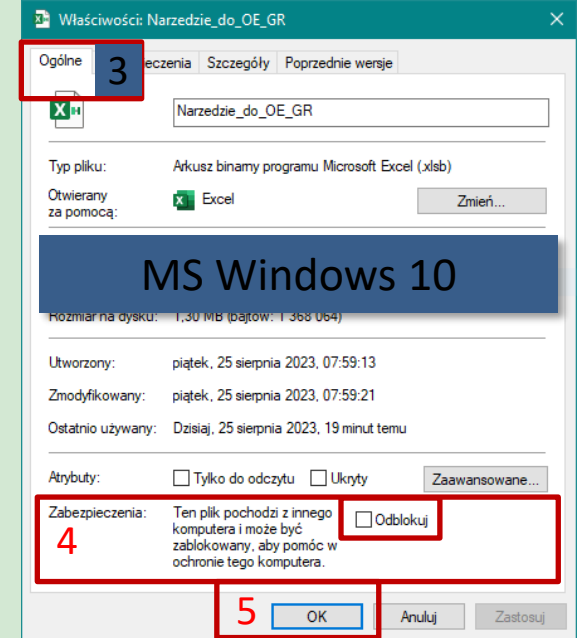 Właściwości: Narzedzie_do_OE_GR
Ogólne 3 eczenia Szczegóły Poprzednie wersje
Narzedzie_do_OE_GR
Typ pliku: Arkusz binarny programu Microsoft Excel (.xlsb)
Otwierany
za pomocą: Excel Zmień...
MS Windows 10
Rozmiar na dysku: 1,30 MB (bajtów: 1 368 064)
Utworzony: piątek, 25 sierpnia 2023, 07:59:13
Zmodyfikowany: piątek, 25 sierpnia 2023, 07:59:21
Ostatnio używany: Dzisiaj, 25 sierpnia 2023, 19 minut temu
Atrybuty: Tylko do odczytu Ukryty Zaawansowane...
Zabezpieczenia: Ten plik pochodzi z innego
komputera i może być
zablokowany, aby pomóc w
ochronie tego komputera.
Odblokuj
4
5 OK Anuluj Zastosuj